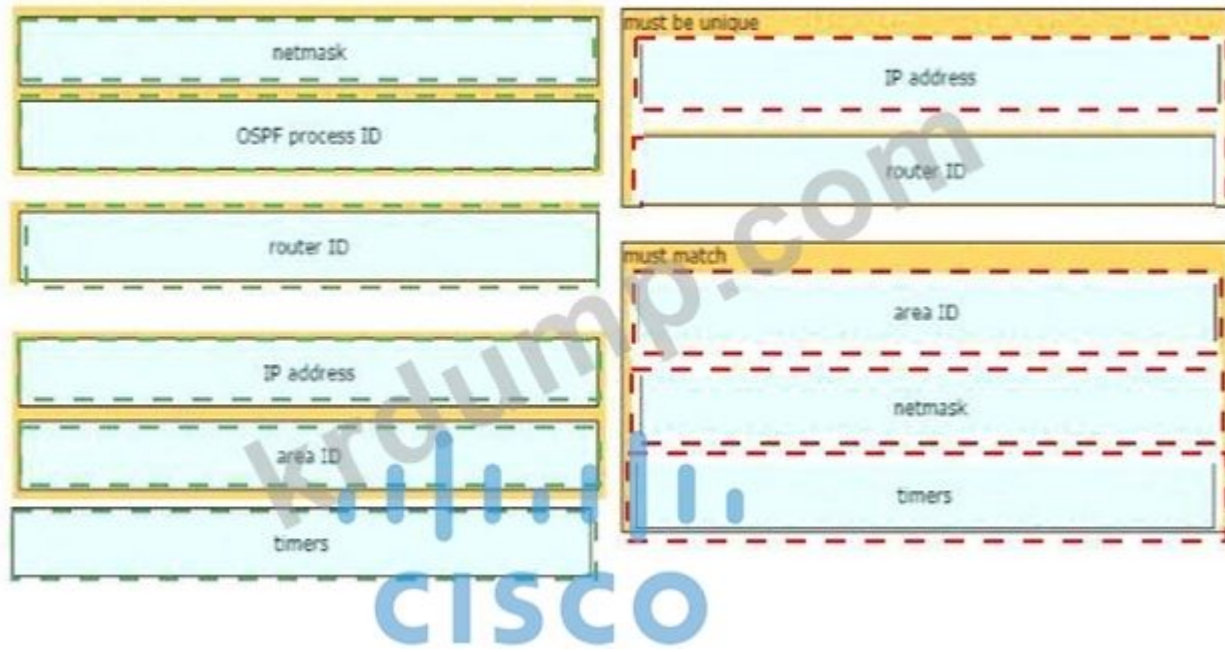 netmask
OSPF process ID
router ID
IP address
area ID
timers
must be unique
IP address
router ID
must match
area ID
netmask
timers
krdump.com
CISCO